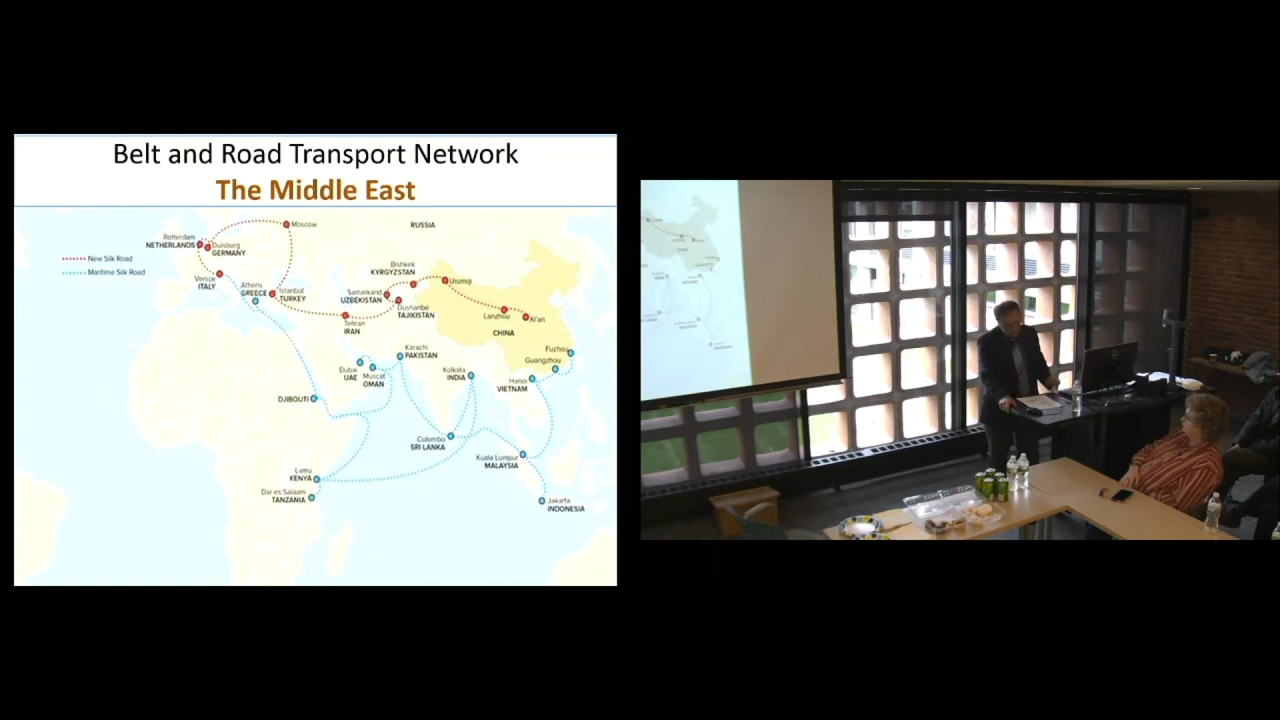 Belt and Road Transport Network
The Middle East
Moscow
RUSSIA
Rotterdam
NETHERLANDS
Duisburg
GERMANY
New Silk Road
Maritime Silk Road
Venice
ITALY
Athens
GREECE
Istanbul
TURKEY
Bishkek
KYRGYZSTAN
Urumqi
Samarkand
UZBEKISTAN
Dushanbe
TAJIKISTAN
Tehran
IRAN
Lanzhou
Xi'an
CHINA
Fuzhou
Guangzhou
Karachi
PAKISTAN
Dubai
UAE
Muscat
OMAN
Kolkata
INDIA
Hanoi
VIETNAM
DJIBOUTI
Colombo
SRI LANKA
Kuala Lumpur
MALAYSIA
Lamu
KENYA
Dar es Salaam
TANZANIA
Jakarta
INDONESIA